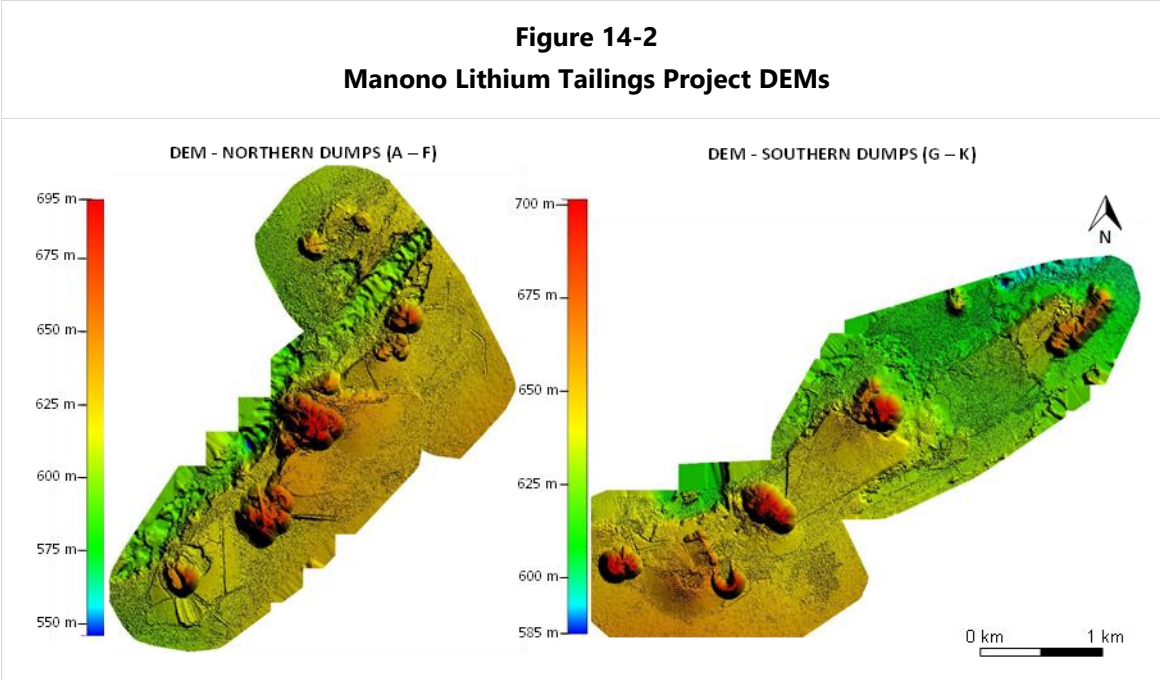 Figure 14-2
Manono Lithium Tailings Project DEMs
DEM - NORTHERN DUMPS (A – F)
695 m
675 m
650 m
625 m
600 m
575 m
550 m
DEM - SOUTHERN DUMPS (G – K)
700 m
675 m
650 m
625 m
600 m
585 m
N
0 km 1 km